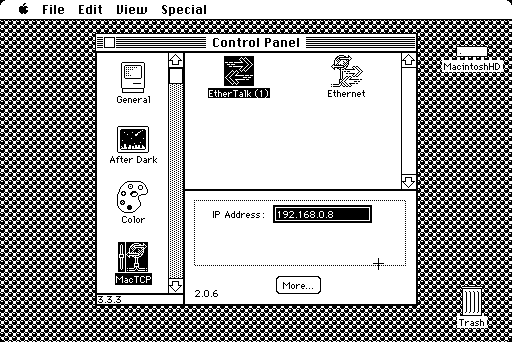 File Edit View Special
Control Panel
MacintoshHD
General
EtherTalk (1)
Ethernet
After Dark
Color
IP Address: 192.168.0.8
MacTCP
More...
3.3.3
2.0.6
Trash